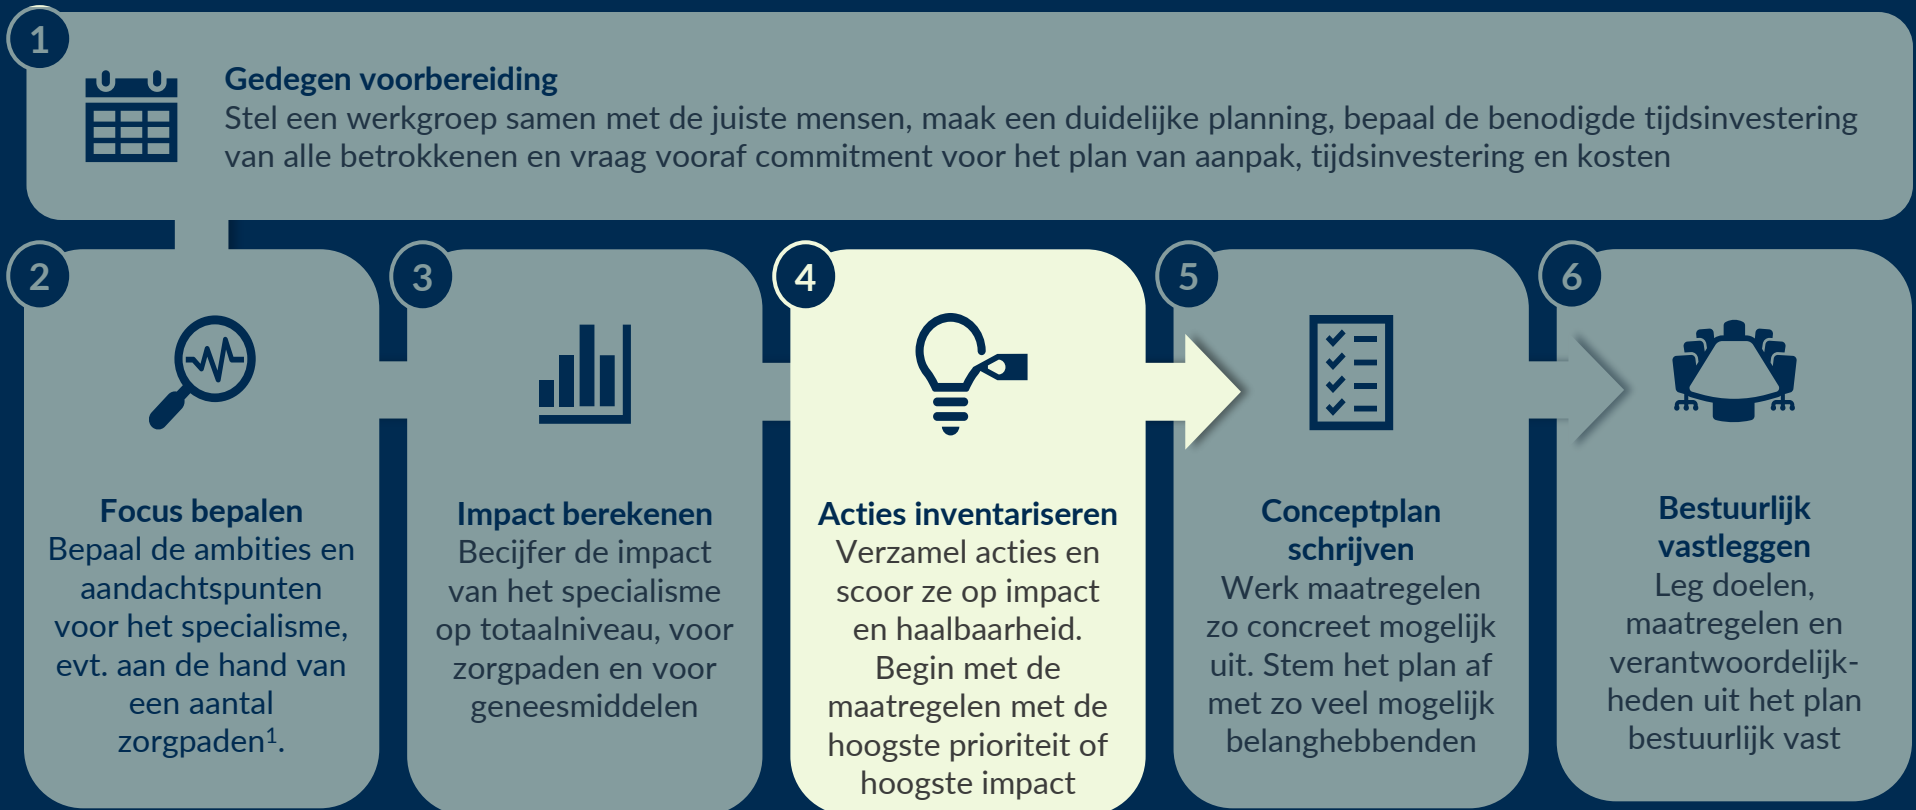 1
Gedegen voorbereiding
Stel een werkgroep samen met de juiste mensen, maak een duidelijke planning, bepaal de benodigde tijdsinvestering
van alle betrokkenen en vraag vooraf commitment voor het plan van aanpak, tijdsinvestering en kosten
2
Focus bepalen
Bepaal de ambities en
aandachtspunten
voor het specialisme,
evt. aan de hand van
een aantal
zorgpaden¹.
3
Impact berekenen
Becijfer de impact
van het specialisme
op totaalniveau, voor
zorgpaden en voor
geneesmiddelen
4
Acties inventariseren
Verzamel acties en
scoor ze op impact
en haalbaarheid.
Begin met de
maatregelen met de
hoogste prioriteit of
hoogste impact
5
Conceptplan
schrijven
Werk maatregelen
zo concreet mogelijk
uit. Stem het plan af
met zo veel mogelijk
belanghebbenden
6
Bestuurlijk
vastleggen
Leg doelen,
maatregelen en
verantwoordelijk-
heden uit het plan
bestuurlijk vast